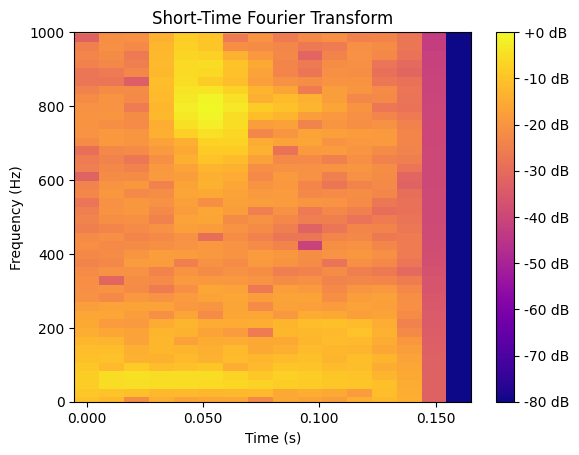 Short-Time Fourier Transform
1000
800
600
400
200
0
Frequency (Hz)
0.000
0.050
0.100
0.150
Time (s)
+0 dB
-10 dB
-20 dB
-30 dB
-40 dB
-50 dB
-60 dB
-70 dB
-80 dB